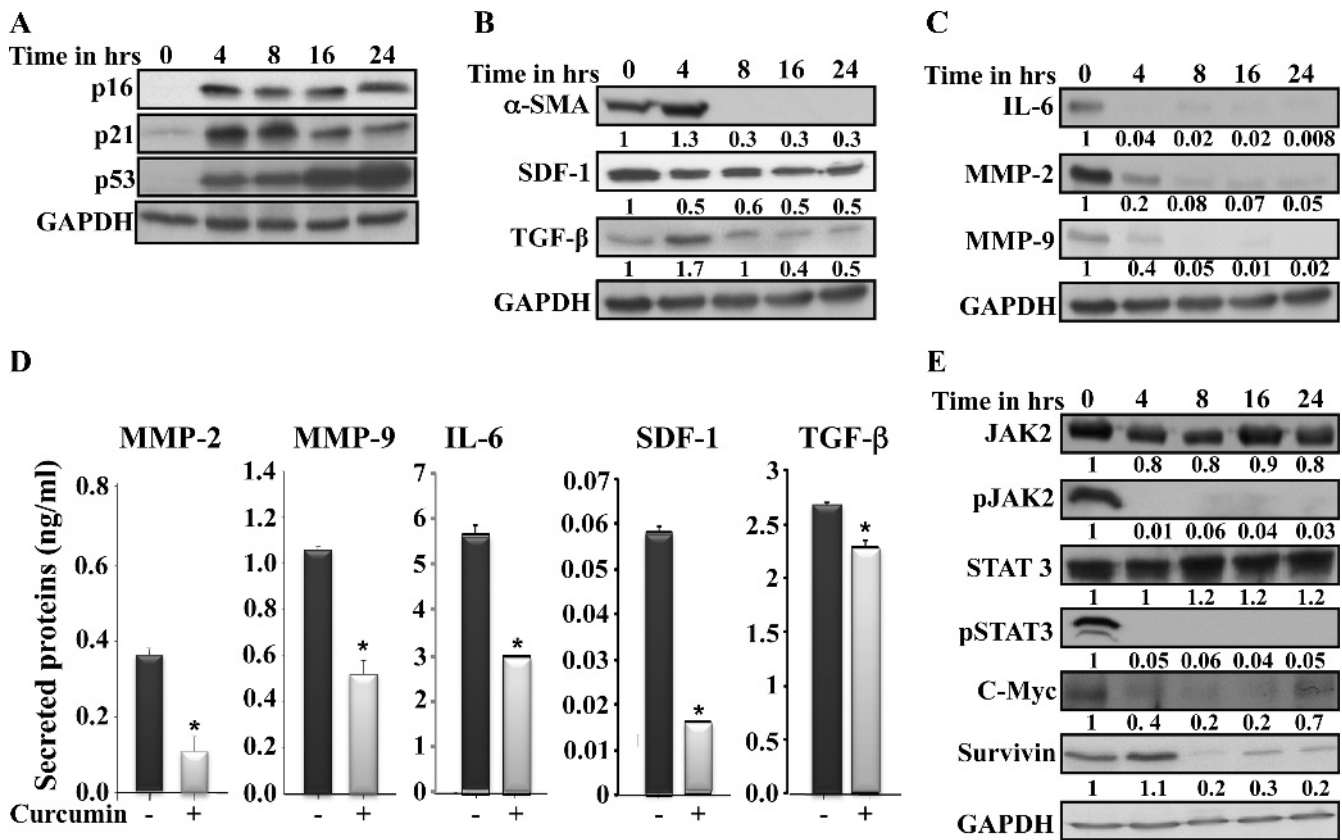 A
Time in hrs 0 4 8 16 24
p16
p21
p53
GAPDH
B
Time in hrs 0 4 8 16 24
α-SMA
1 1.3 0.3 0.3 0.3
SDF-1
1 0.5 0.6 0.5 0.5
TGF-β
1 1.7 1 0.4 0.5
GAPDH
C
Time in hrs 0 4 8 16 24
IL-6
1 0.04 0.02 0.02 0.008
MMP-2
1 0.2 0.08 0.07 0.05
MMP-9
1 0.4 0.05 0.01 0.02
GAPDH
D
Secreted proteins (ng/ml)
MMP-2
0.8
0.6
0.4
0.2
0.0
*
MMP-9
1.4
1.2
1.0
0.8
0.6
0.4
0.2
0.0
*
IL-6
7
6
5
4
3
2
1
0
*
SDF-1
0.07
0.06
0.05
0.04
0.03
0.02
0.01
0
*
TGF-β
3
2.5
2
1.5
1
0.5
0.0
*
Curcumin - + - + - + - + - +
E
Time in hrs 0 4 8 16 24
JAK2
1 0.8 0.8 0.9 0.8
pJAK2
1 0.01 0.06 0.04 0.03
STAT 3
1 1 1.2 1.2 1.2
pSTAT3
1 0.05 0.06 0.04 0.05
C-Myc
1 0. 4 0.2 0.2 0.7
Survivin
1 1.1 0.2 0.3 0.2
GAPDH